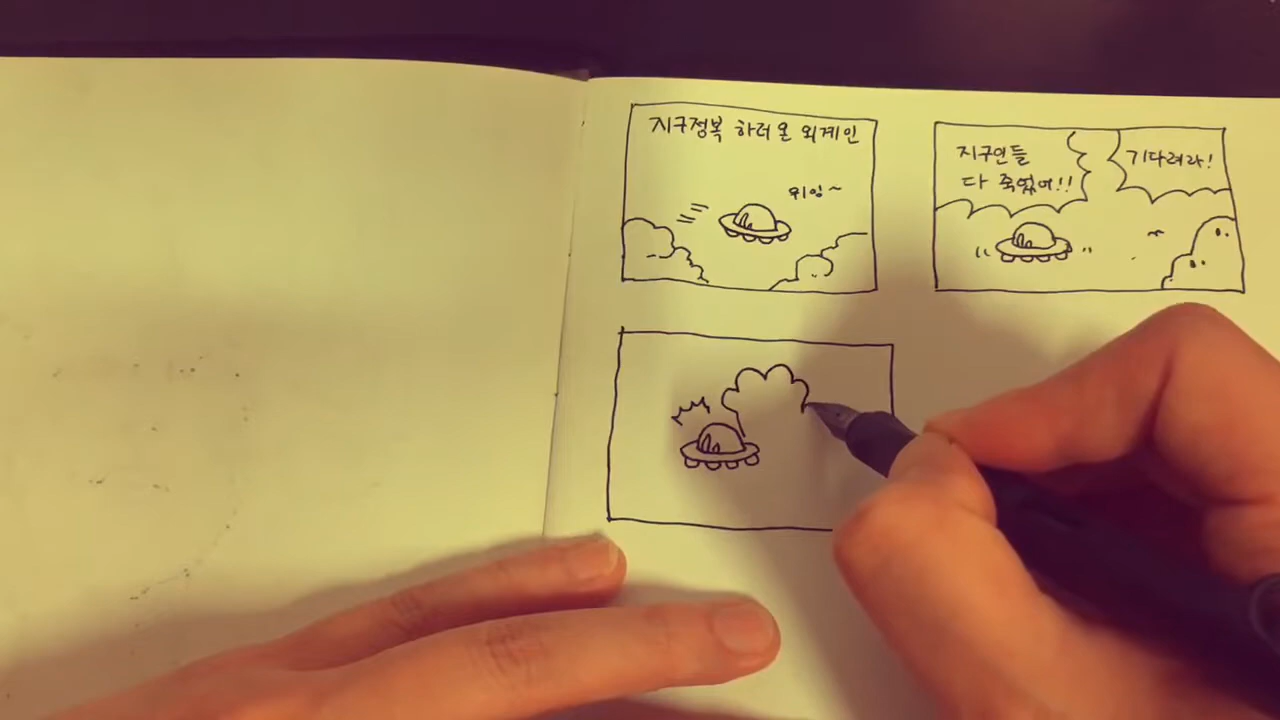 지구정복 하러 온 외계인
위잉~
지구인들
다 죽었어!!
기다려라!